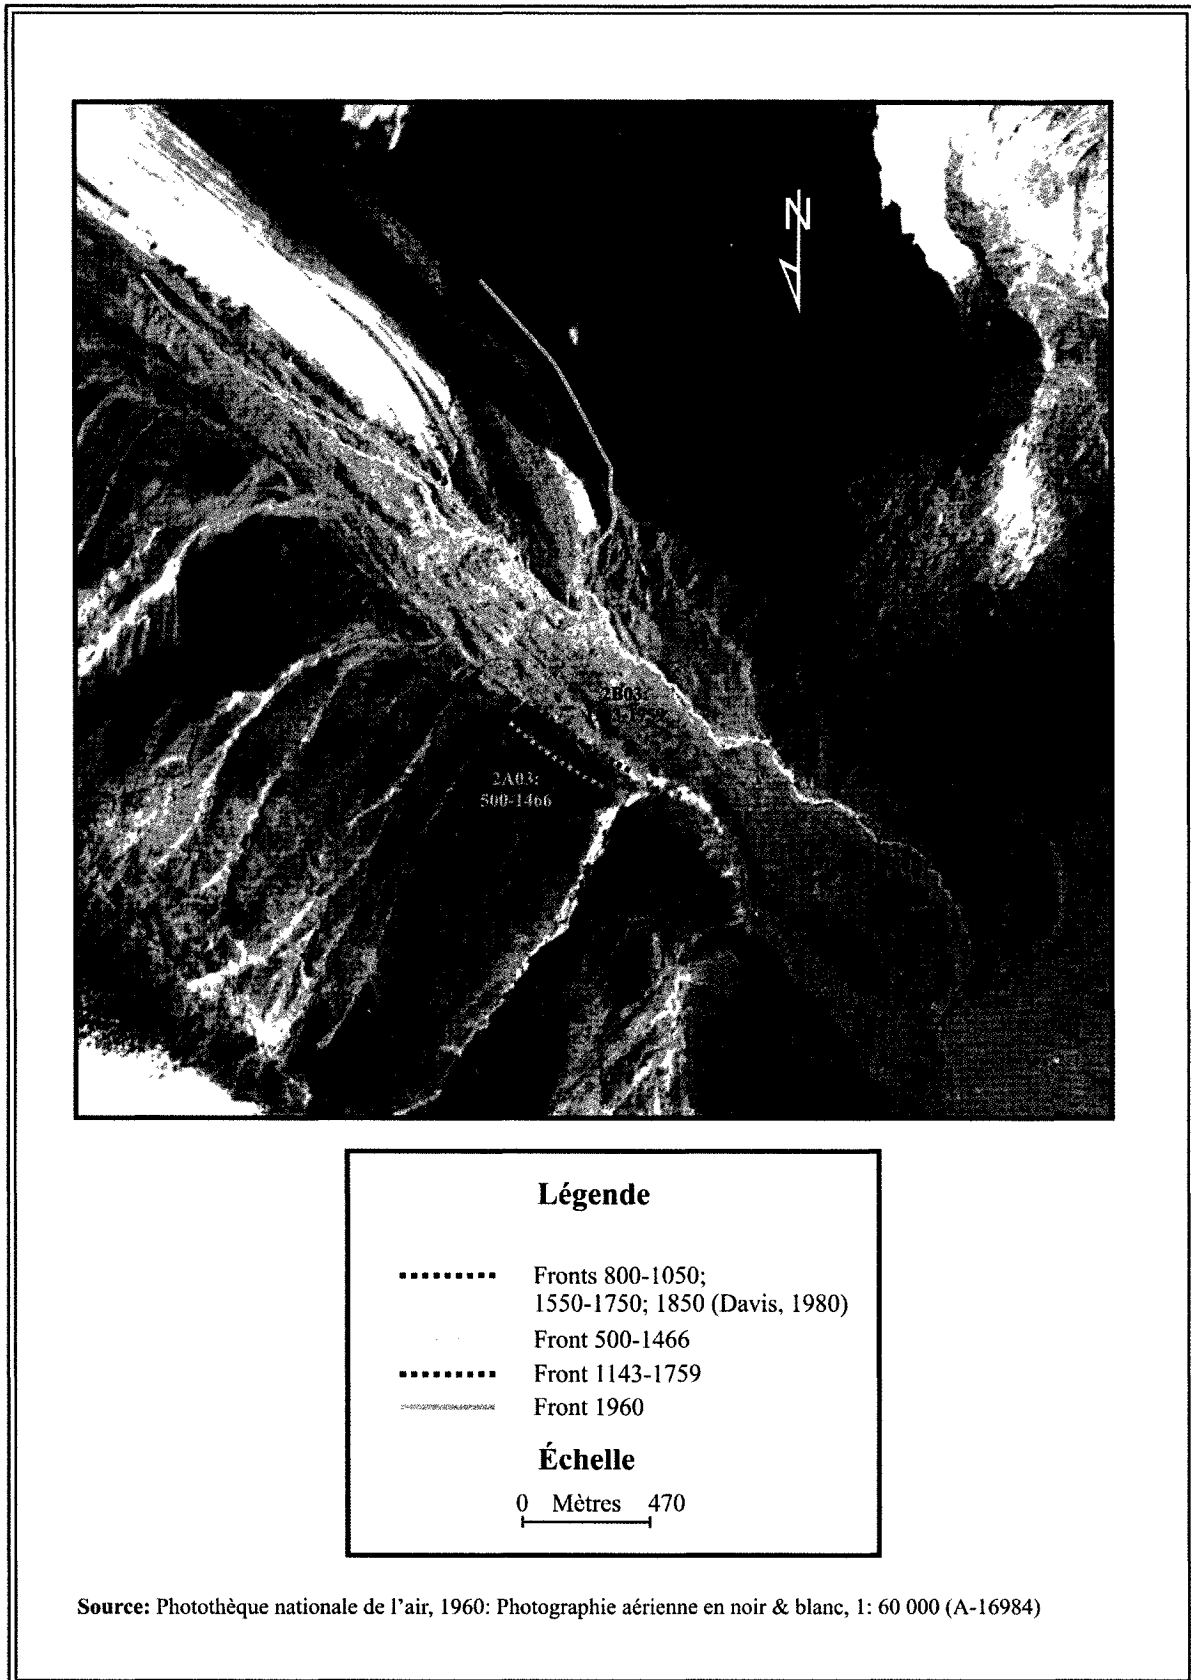 N
2B03:
2A03:
500-1466
Légende
Fronts 800-1050;
1550-1750; 1850 (Davis, 1980)
Front 500-1466
Front 1143-1759
Front 1960
Échelle
0 Mètres 470
Source: Photothèque nationale de l'air, 1960: Photographie aérienne en noir & blanc, 1: 60 000 (A-16984)